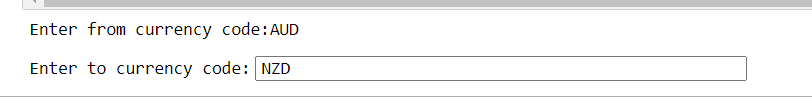 Enter from currency code:AUD
Enter to currency code: NZD